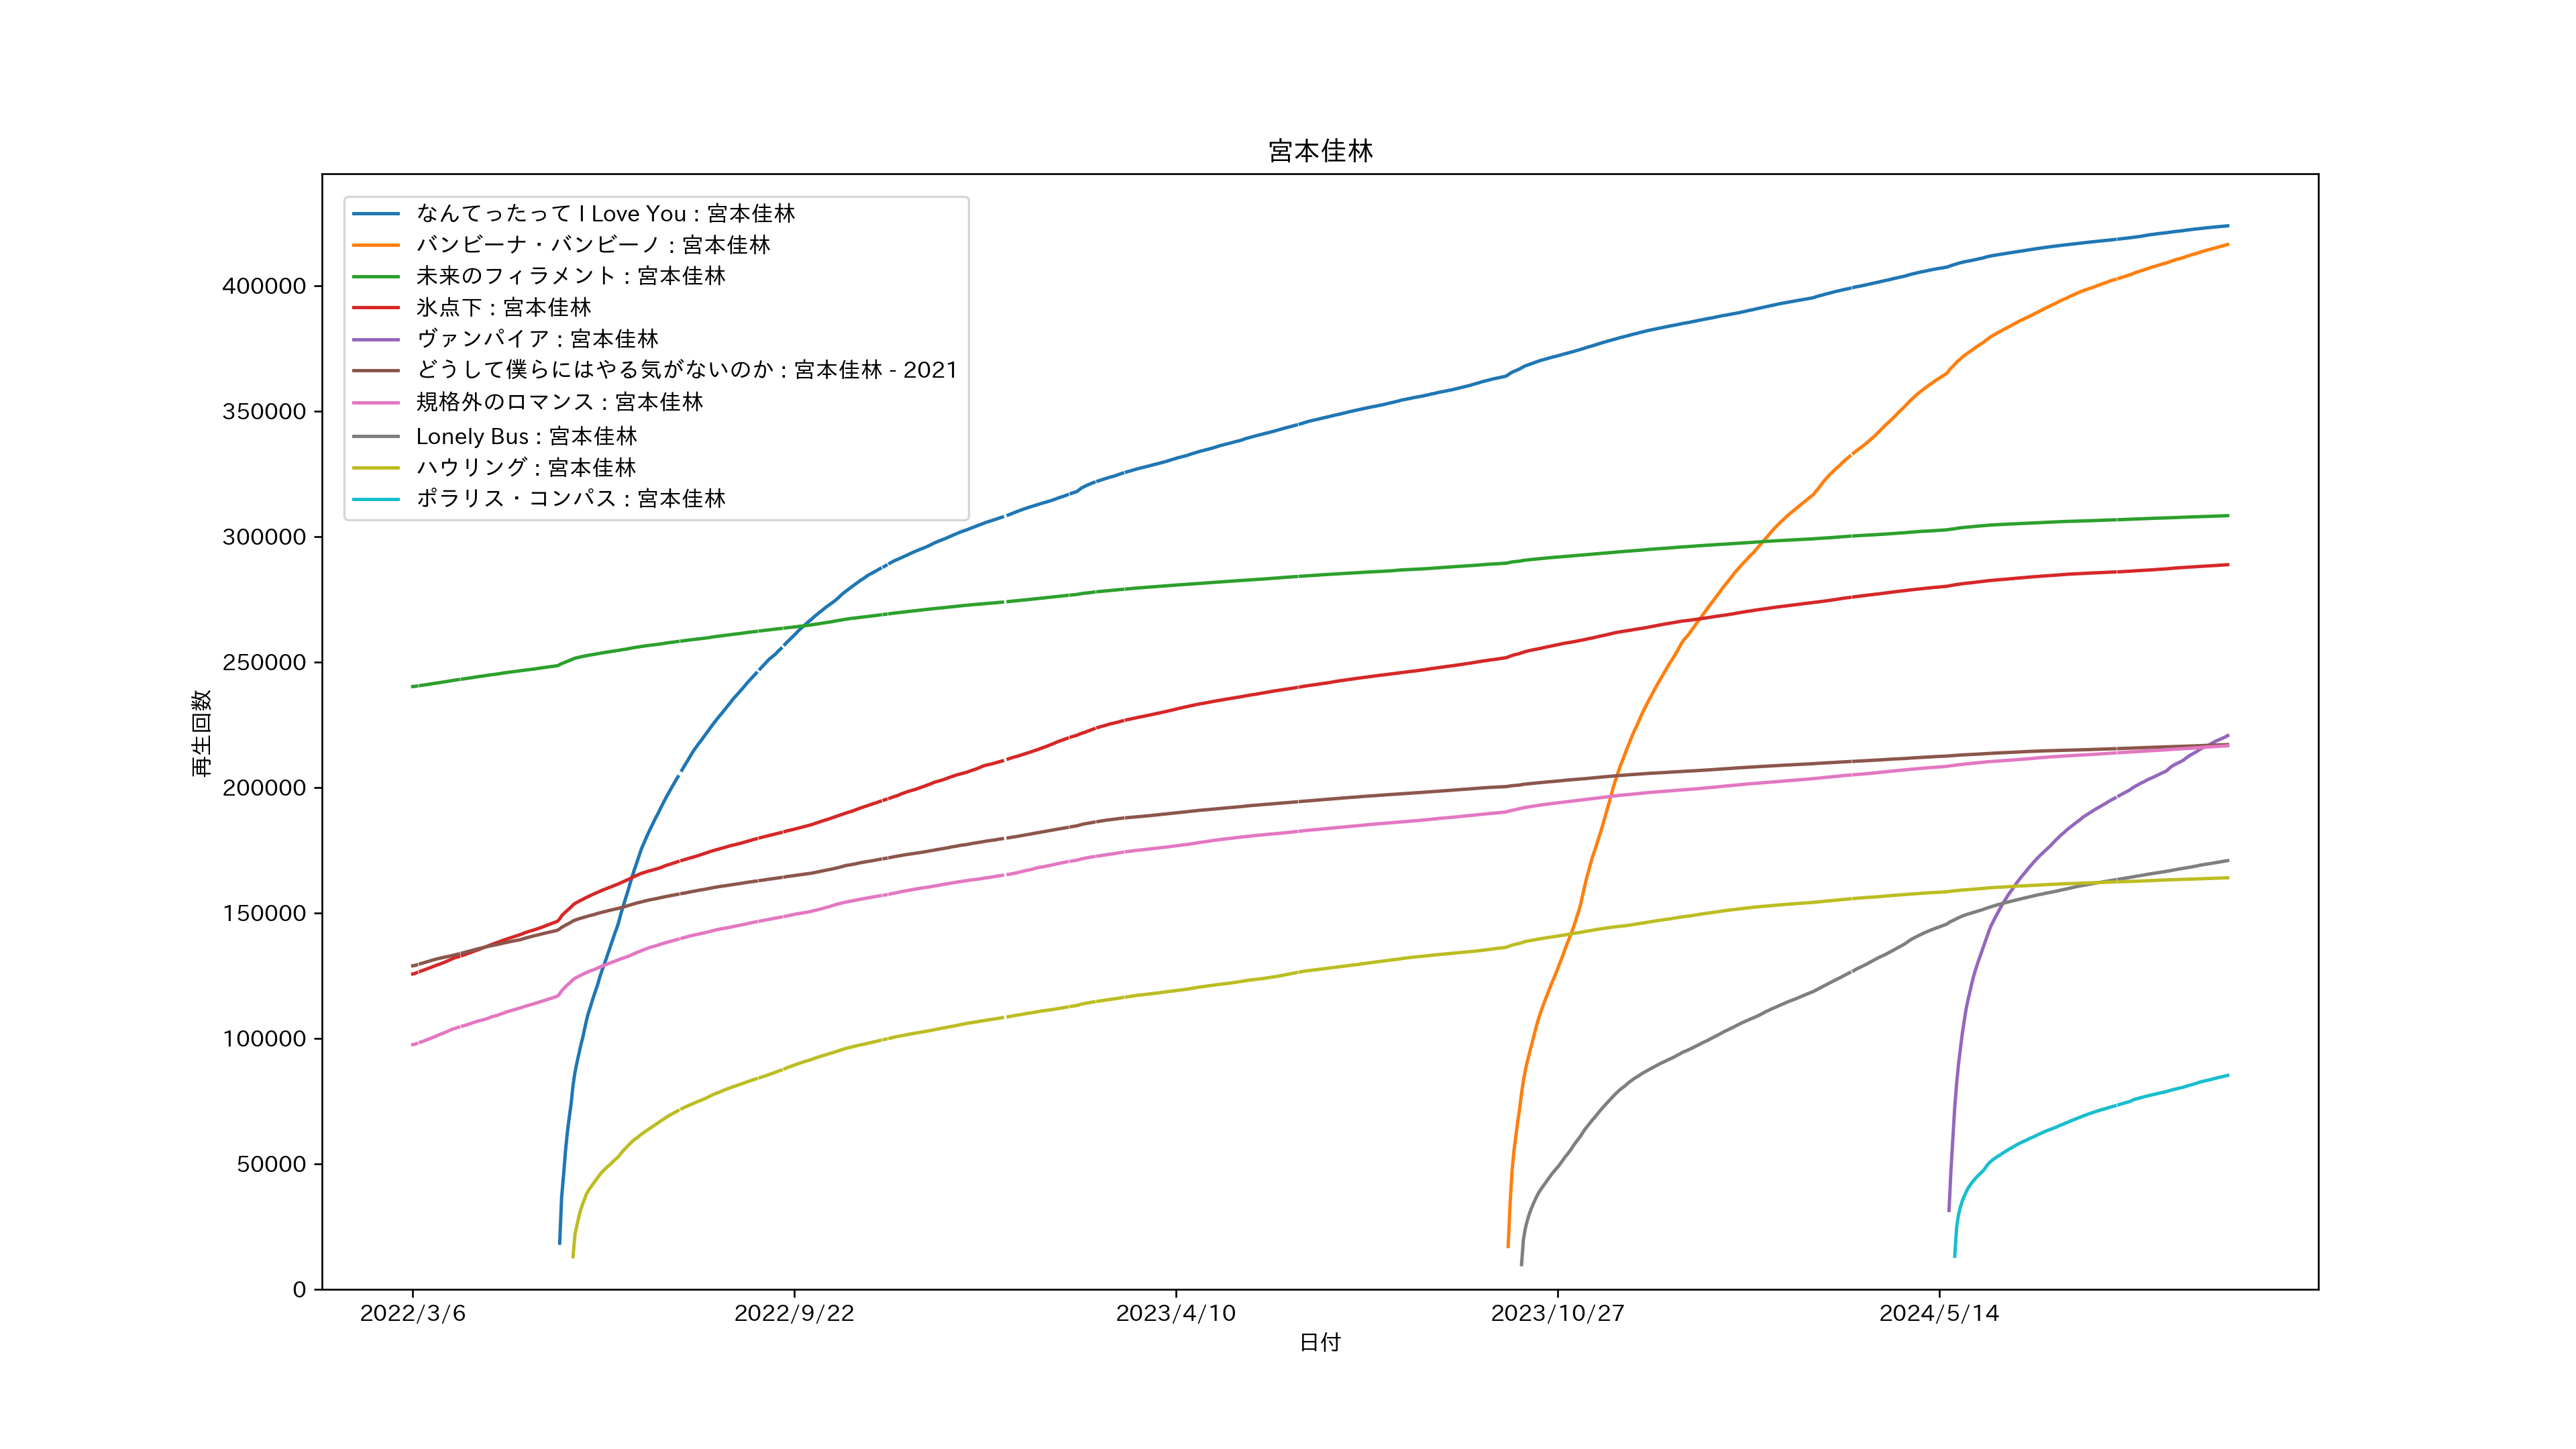 宮本佳林
なんてったって I Love You : 宮本佳林
バンビーナ・バンビーノ : 宮本佳林
未来のフィラメント : 宮本佳林
氷点下 : 宮本佳林
ヴァンパイア : 宮本佳林
どうして僕らにはやる気がないのか : 宮本佳林 - 2021
規格外のロマンス : 宮本佳林
Lonely Bus : 宮本佳林
ハウリング : 宮本佳林
ポラリス・コンパス : 宮本佳林
再生回数
400000
350000
300000
250000
200000
150000
100000
50000
0
2022/3/6
2022/9/22
2023/4/10
2023/10/27
2024/5/14
日付